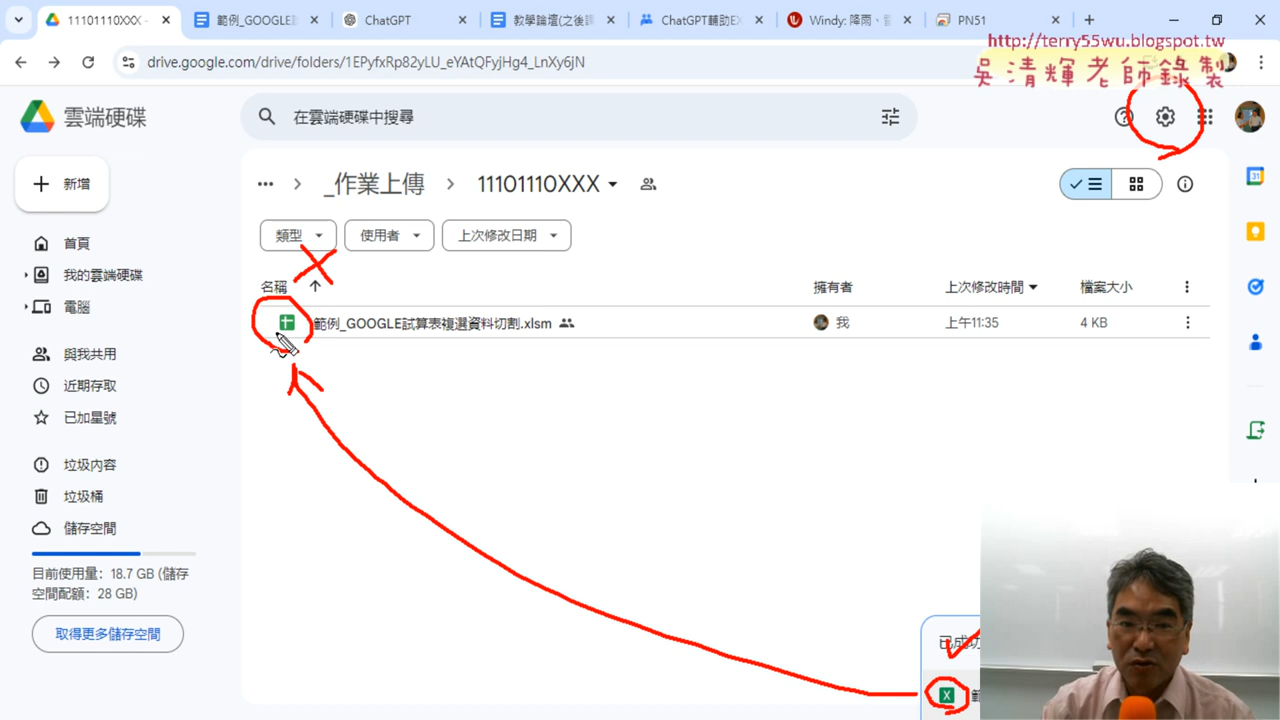 11101110XXX -
範例_GOOGLE試
ChatGPT
教學論壇(之後課
ChatGPT輔助EX
Windy: 降雨、雷
PN51
http://terry55wu.blogspot.tw
drive.google.com/drive/folders/1EPyfxRp82yLU_eYAtQFyjHg4_LnXy6jN
吳清輝老師錄製
雲端硬碟
在雲端硬碟中搜尋
新增
_作業上傳
11101110XXX
類型
使用者
上次修改日期
首頁
我的雲端硬碟
電腦
與我共用
近期存取
已加星號
垃圾內容
垃圾桶
儲存空間
目前使用量: 18.7 GB (儲存
空間配額: 28 GB)
取得更多儲存空間
名稱
擁有者
上次修改時間
檔案大小
範例_GOOGLE試算表複選資料切割.xlsm
我
上午11:35
4 KB
已成功
範